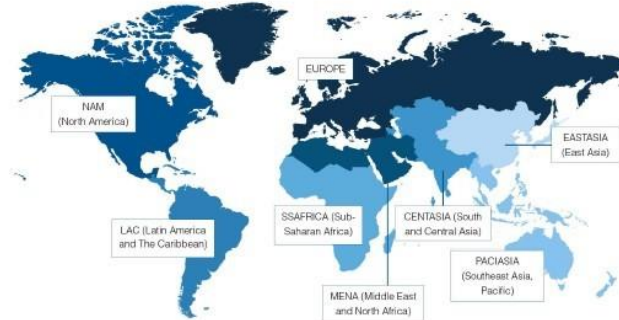 EUROPE
NAM
(North America)
EASTASIA
(East Asia)
LAC (Latin America
and The Caribbean)
SSAFRICA (Sub-
Saharan Africa)
CENTASIA (South
and Central Asia)
PACIASIA
(Southeast Asia,
Pacific)
MENA (Middle East
and North Africa)